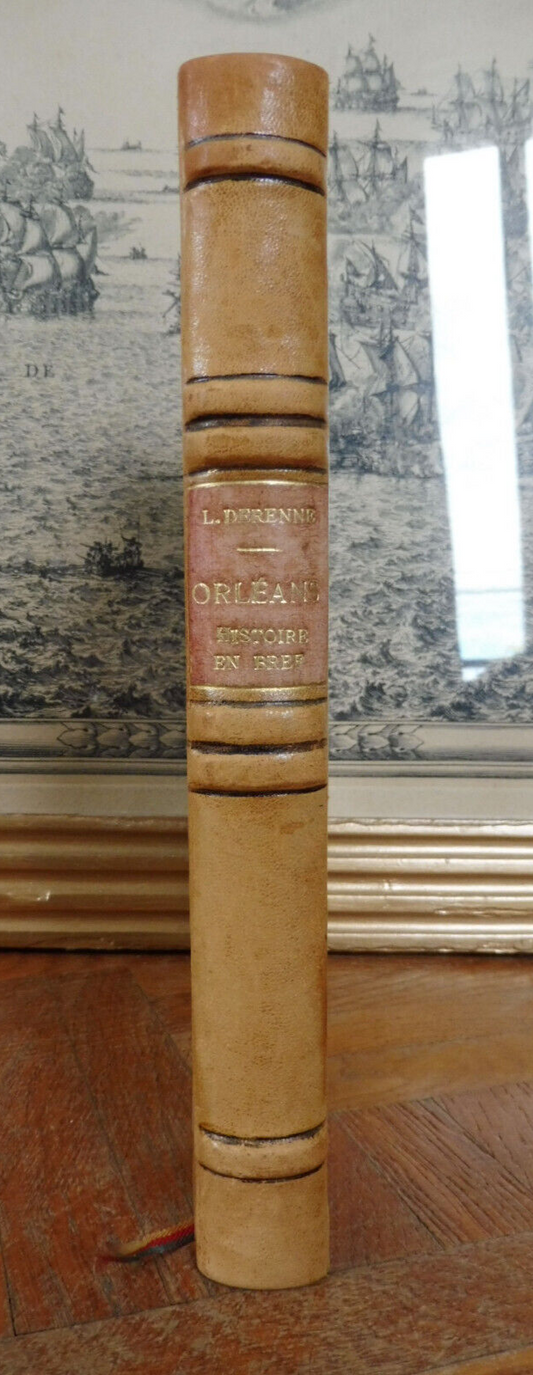 DE
L. DERENNE
ORLÉANS
HISTOIRE
EN BREF